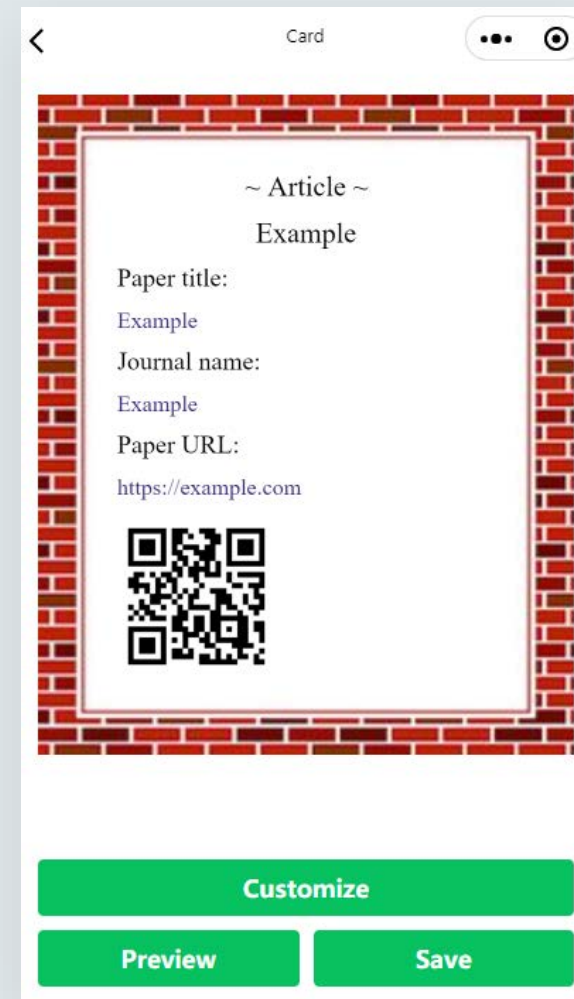 Card
~ Article ~
Example
Paper title:
Example
Journal name:
Example
Paper URL:
https://example.com
Customize
Preview
Save